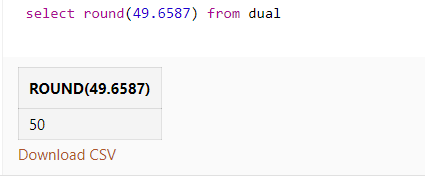 select round(49.6587) from dual
ROUND(49.6587)
50
Download CSV